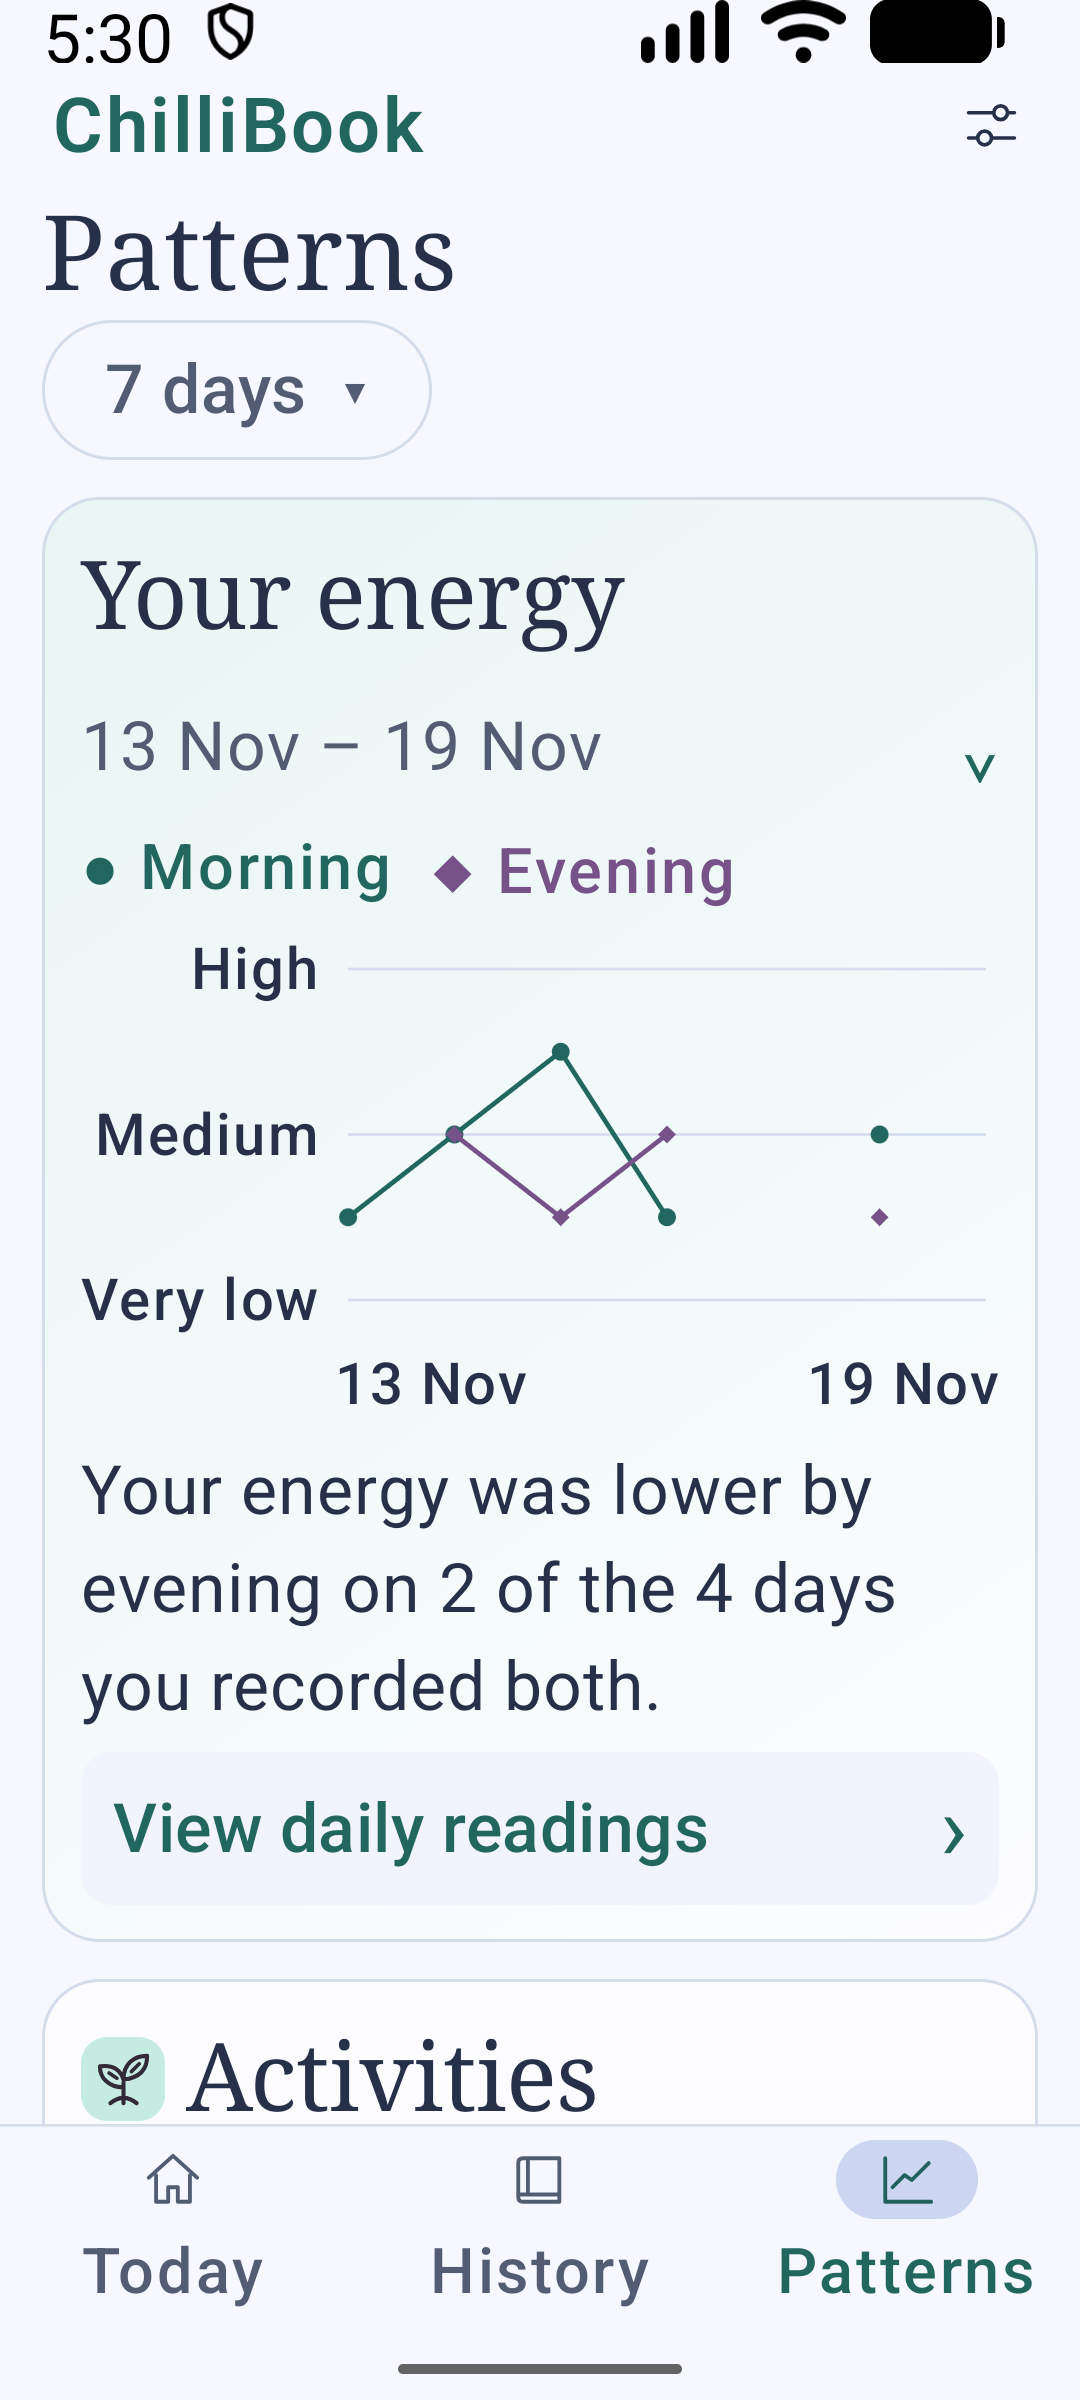 5:30
ChilliBook
Patterns
7 days
Your energy
13 Nov – 19 Nov
Morning
Evening
High
Medium
Very low
13 Nov
19 Nov
Your energy was lower by
evening on 2 of the 4 days
you recorded both.
View daily readings
Activities
Today
History
Patterns